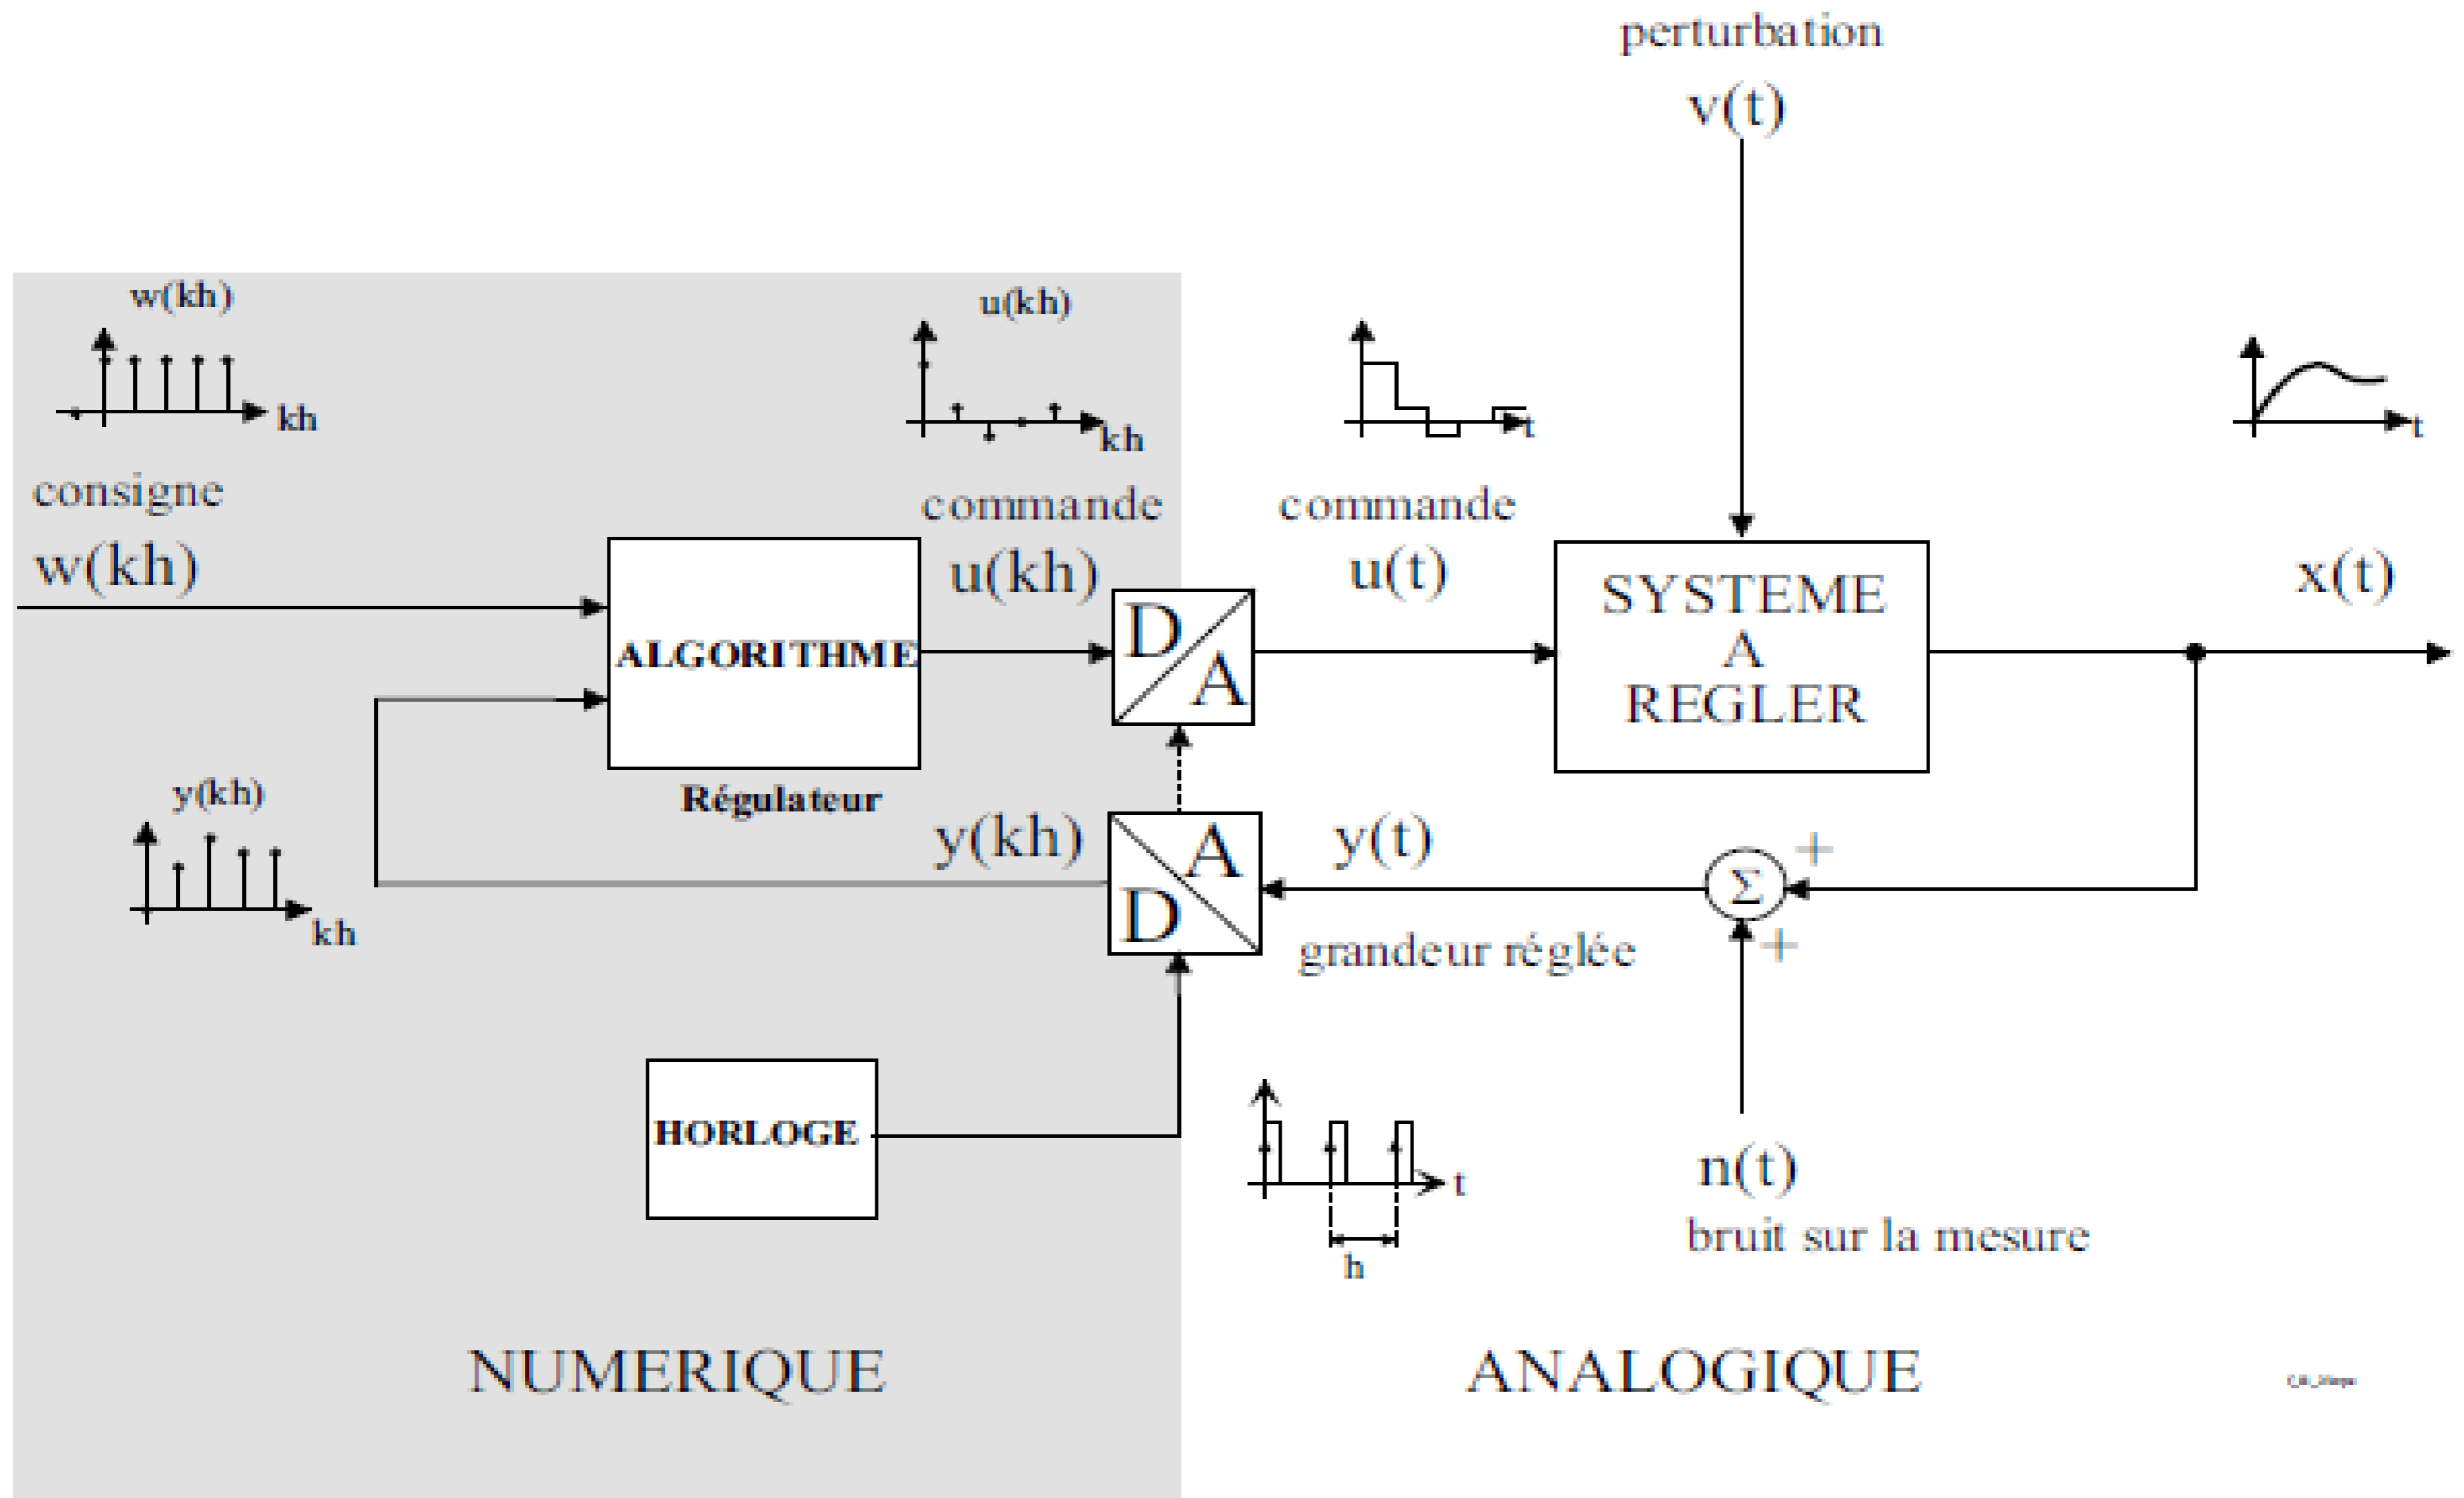 perturbation
v(t)
w(kh)
kh
u(kh)
kh
t
t
consigne
w(kh)
commande
u(kh)
commande
u(t)
x(t)
ALGORITHME
D
A
SYSTEME
A
REGLER
Régulateur
y(kh)
kh
y(kh)
A
D
y(t)
Σ
+
+
grandeur réglée
HORLOGE
t
h
n(t)
bruit sur la mesure
NUMERIQUE
ANALOGIQUE